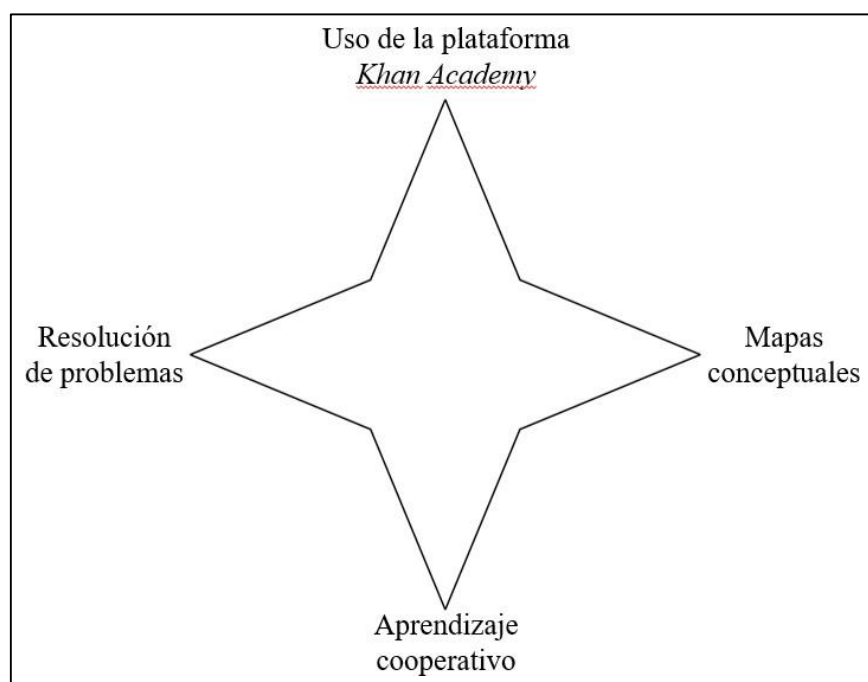 Uso de la plataforma
Khan Academy
Resolución
de problemas
Mapas
conceptuales
Aprendizaje
cooperativo